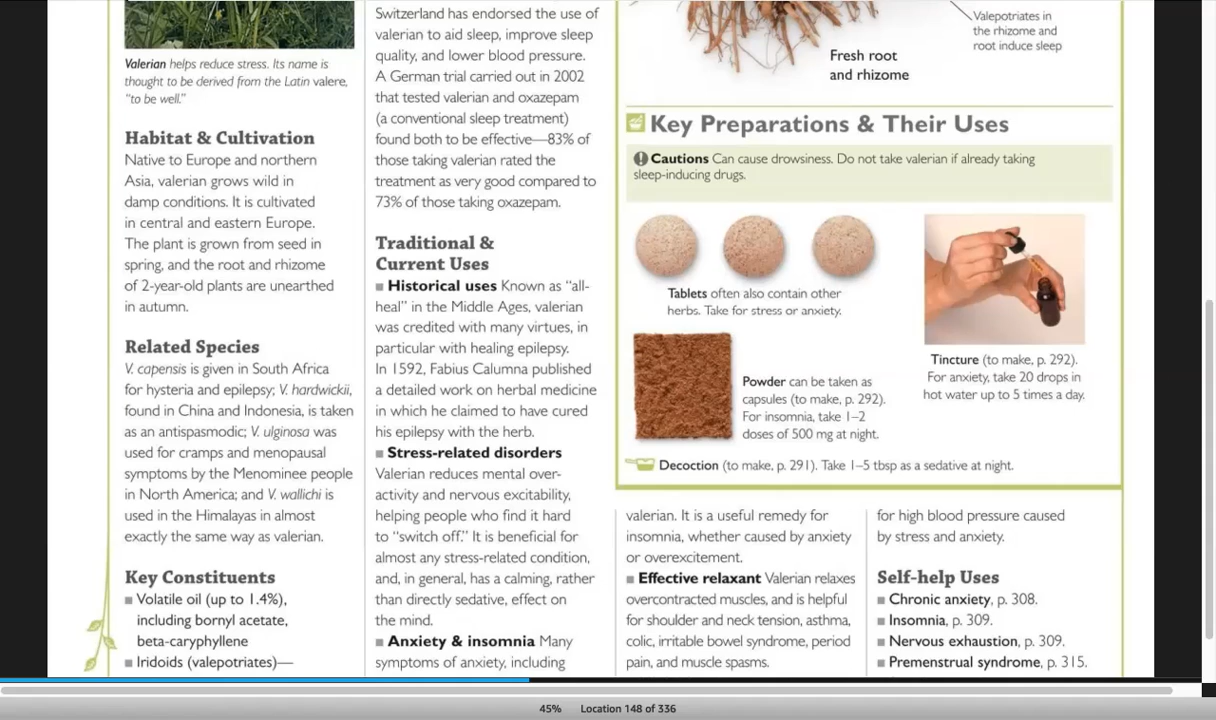 Valerian helps reduce stress. Its name is
thought to be derived from the Latin valere,
"to be well."
Habitat & Cultivation
Native to Europe and northern
Asia, valerian grows wild in
damp conditions. It is cultivated
in central and eastern Europe.
The plant is grown from seed in
spring, and the root and rhizome
of 2-year-old plants are unearthed
in autumn.
Related Species
V. capensis is given in South Africa
for hysteria and epilepsy; V. hardwickii,
found in China and Indonesia, is taken
as an antispasmodic; V. ulginosa was
used for cramps and menopausal
symptoms by the Menominee people
in North America; and V. wallichi is
used in the Himalayas in almost
exactly the same way as valerian.
Key Constituents
■ Volatile oil (up to 1.4%),
including bornyl acetate,
beta-caryophyllene
■ Iridoids (valepotriates)—
Switzerland has endorsed the use of
valerian to aid sleep, improve sleep
quality, and lower blood pressure.
A German trial carried out in 2002
that tested valerian and oxazepam
(a conventional sleep treatment)
found both to be effective—83% of
those taking valerian rated the
treatment as very good compared to
73% of those taking oxazepam.
Traditional &
Current Uses
■ Historical uses Known as "all-
heal" in the Middle Ages, valerian
was credited with many virtues, in
particular with healing epilepsy.
In 1592, Fabius Calumna published
a detailed work on herbal medicine
in which he claimed to have cured
his epilepsy with the herb.
■ Stress-related disorders
Valerian reduces mental over-
activity and nervous excitability,
helping people who find it hard
to "switch off." It is beneficial for
almost any stress-related condition,
and, in general, has a calming, rather
than directly sedative, effect on
the mind.
■ Anxiety & insomnia Many
symptoms of anxiety, including
Valepotriates in
the rhizome and
root induce sleep
Fresh root
and rhizome
Key Preparations & Their Uses
Cautions Can cause drowsiness. Do not take valerian if already taking
sleep-inducing drugs.
Tablets often also contain other
herbs. Take for stress or anxiety.
Powder can be taken as
capsules (to make, p. 292).
For insomnia, take 1–2
doses of 500 mg at night.
Tincture (to make, p. 292).
For anxiety, take 20 drops in
hot water up to 5 times a day.
Decoction (to make, p. 291). Take 1–5 tbsp as a sedative at night.
valerian. It is a useful remedy for
insomnia, whether caused by anxiety
or overexcitement.
■ Effective relaxant Valerian relaxes
overcontracted muscles, and is helpful
for shoulder and neck tension, asthma,
colic, irritable bowel syndrome, period
pain, and muscle spasms.
for high blood pressure caused
by stress and anxiety.
Self-help Uses
■ Chronic anxiety, p. 308.
■ Insomnia, p. 309.
■ Nervous exhaustion, p. 309.
■ Premenstrual syndrome, p. 315.
45% Location 148 of 336